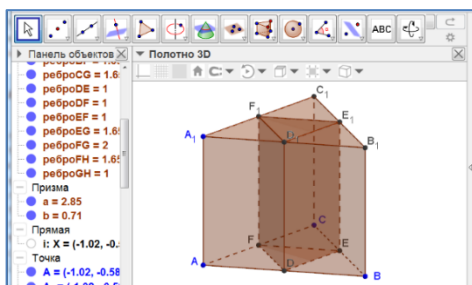 ABC
Панель объектов
Полотно 3D
реброCG = 1.6
реброDE = 1
реброDF = 1
реброEF = 1
реброEG = 1.6
реброFG = 2
реброFH = 1.6
реброGH = 1
Призма
a = 2.85
b = 0.71
Прямая
i: X = (-1.02, -0.
Точка
A = (-1.02, -0.58
C₁
F₁
E₁
A₁
D₁
B₁
C
F
E
A
D
B